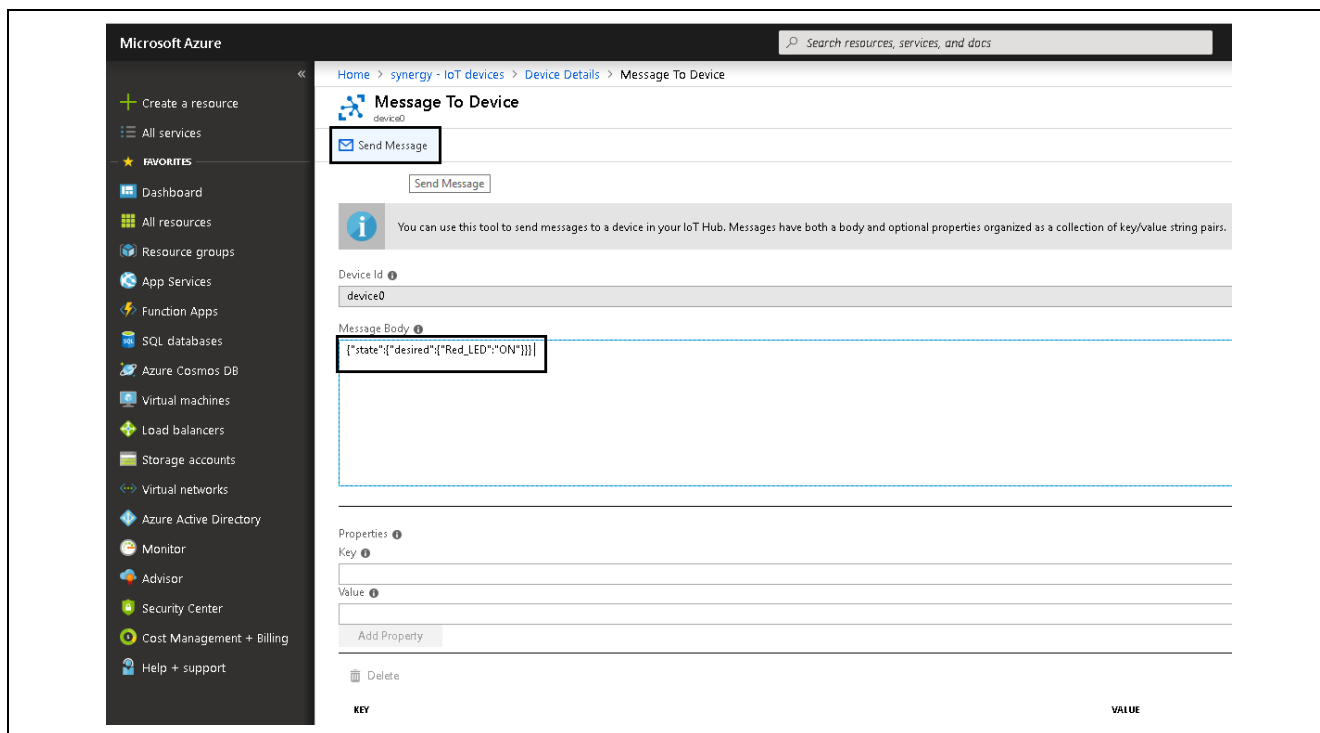 Microsoft Azure
Search resources, services, and docs
«
Home > synergy - IoT devices > Device Details > Message To Device
Create a resource
All services
FAVORITES
Dashboard
All resources
Resource groups
App Services
Function Apps
SQL databases
Azure Cosmos DB
Virtual machines
Load balancers
Storage accounts
Virtual networks
Azure Active Directory
Monitor
Advisor
Security Center
Cost Management + Billing
Help + support
Message To Device
device0
Send Message
Send Message
You can use this tool to send messages to a device in your IoT Hub. Messages have both a body and optional properties organized as a collection of key/value string pairs.
Device Id
device0
Message Body
{"state":{"desired":{"Red_LED":"ON"}}}
Properties
Key
Value
Add Property
Delete
KEY VALUE